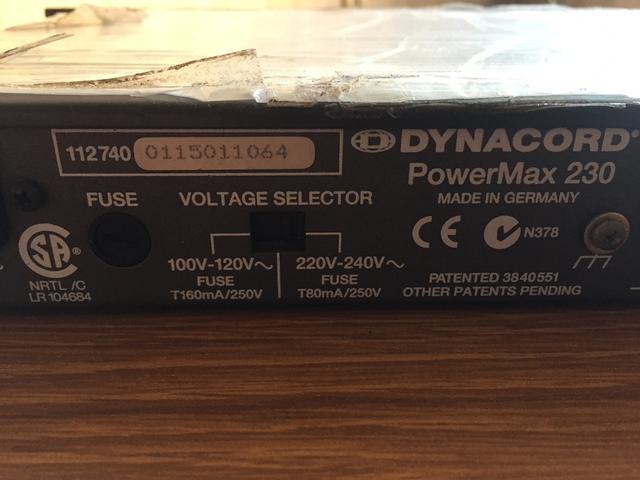 112740 0115011064
DYNACORD
PowerMax 230
MADE IN GERMANY
FUSE
VOLTAGE SELECTOR
CE N378
100V-120V~
FUSE
T160mA/250V
220V-240V~
FUSE
T80mA/250V
SA
NRTL /C
LR 104684
PATENTED 3840551
OTHER PATENTS PENDING